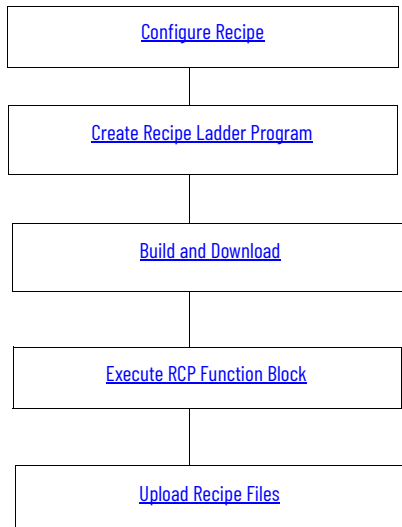 Configure Recipe
Create Recipe Ladder Program
Build and Download
Execute RCP Function Block
Upload Recipe Files